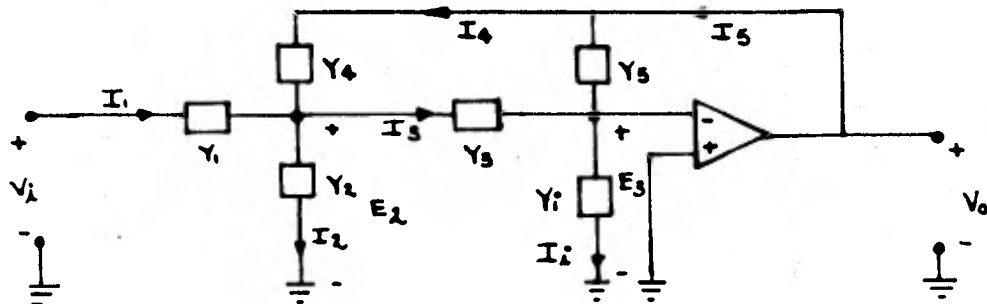 I4 I5
Y4 Y5
I1 I3
+ + + - +
Y1 Y3
Vi Y2 E2 Yi E3 + Vo
I2 Ii
- - - -